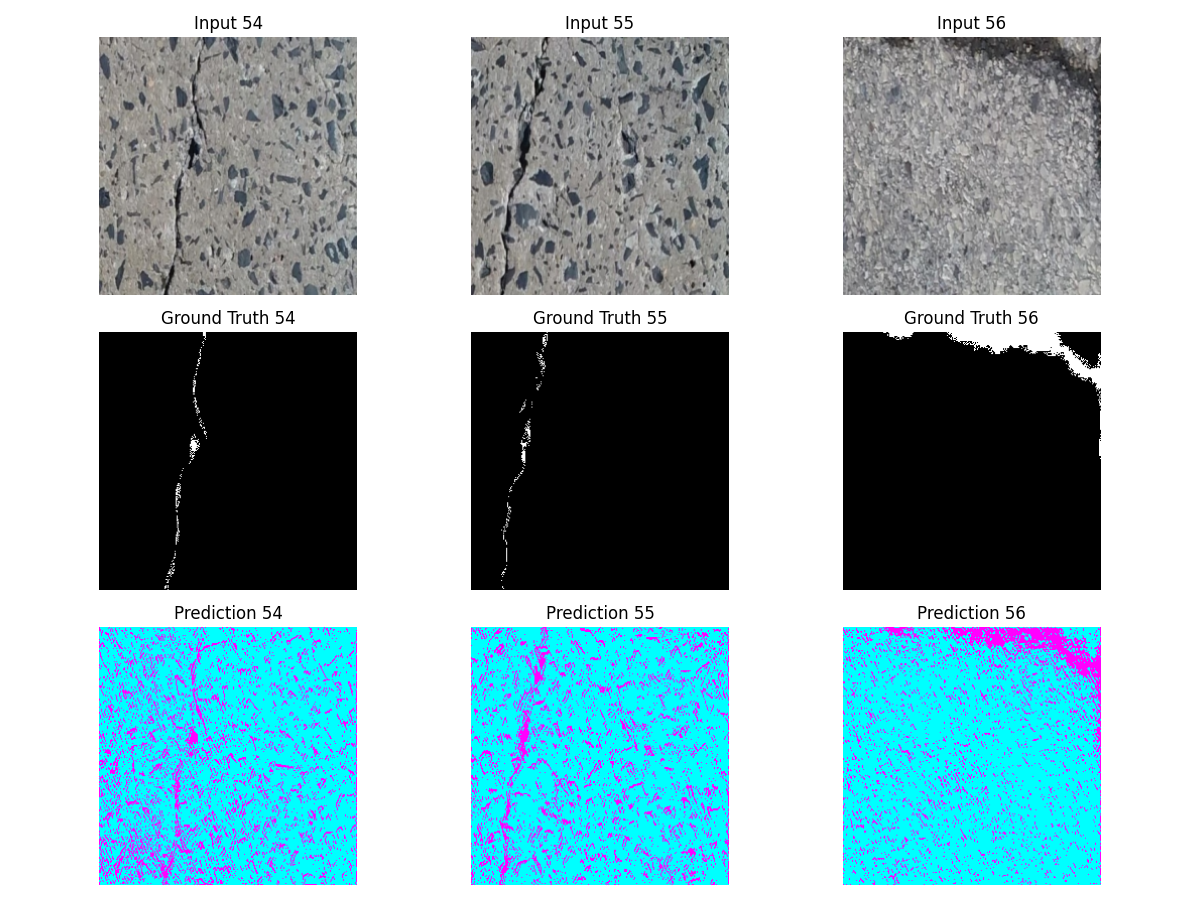 Input 54
Input 55
Input 56
Ground Truth 54
Ground Truth 55
Ground Truth 56
Prediction 54
Prediction 55
Prediction 56